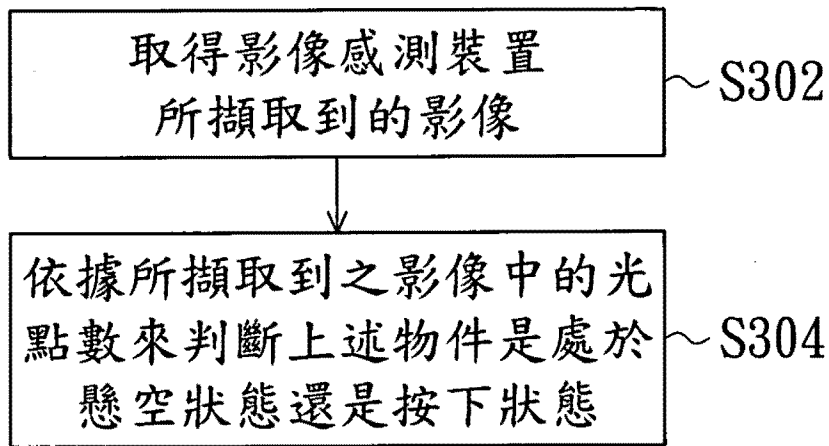 取得影像感測裝置
所擷取到的影像
S302
依據所擷取到之影像中的光
點數來判斷上述物件是處於
懸空狀態還是按下狀態
S304